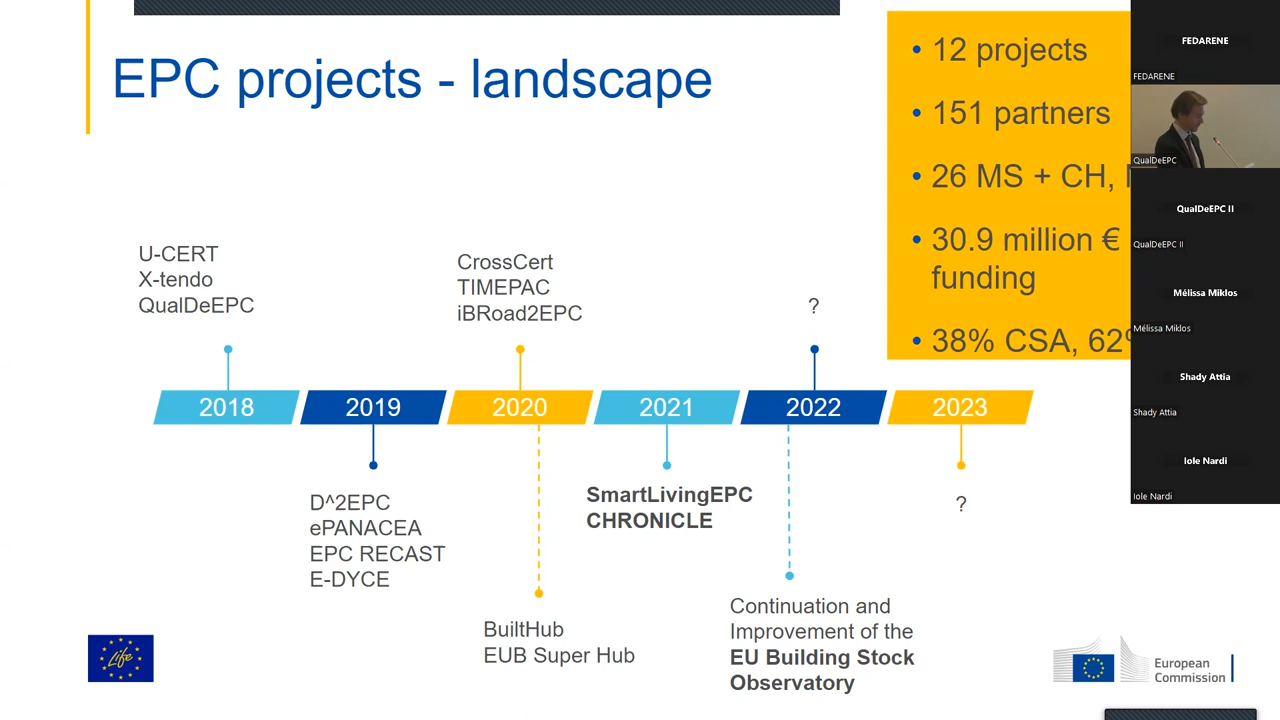 EPC projects - landscape
• 12 projects
• 151 partners
• 26 MS + CH,
• 30.9 million €
funding
• 38% CSA,
U-CERT
X-tendo
QualDeEPC
CrossCert
TIMEPAC
iBRoad2EPC
?
2018
2019
2020
2021
2022
2023
D^2EPC
ePANACEA
EPC RECAST
E-DYCE
SmartLivingEPC
CHRONICLE
?
BuiltHub
EUB Super Hub
Continuation and
Improvement of the
EU Building Stock
Observatory
Life
European
Commission
FEDARENE
FEDARENE
QualDeEPC
QualDeEPC II
QualDeEPC II
Mélissa Miklos
Mélissa Miklos
Shady Attia
Shady Attia
Iole Nardi
Iole Nardi